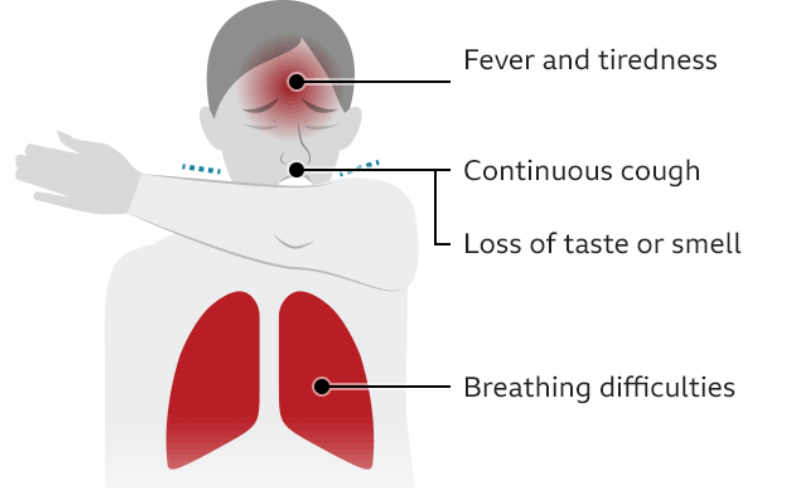 Fever and tiredness
Continuous cough
Loss of taste or smell
Breathing difficulties